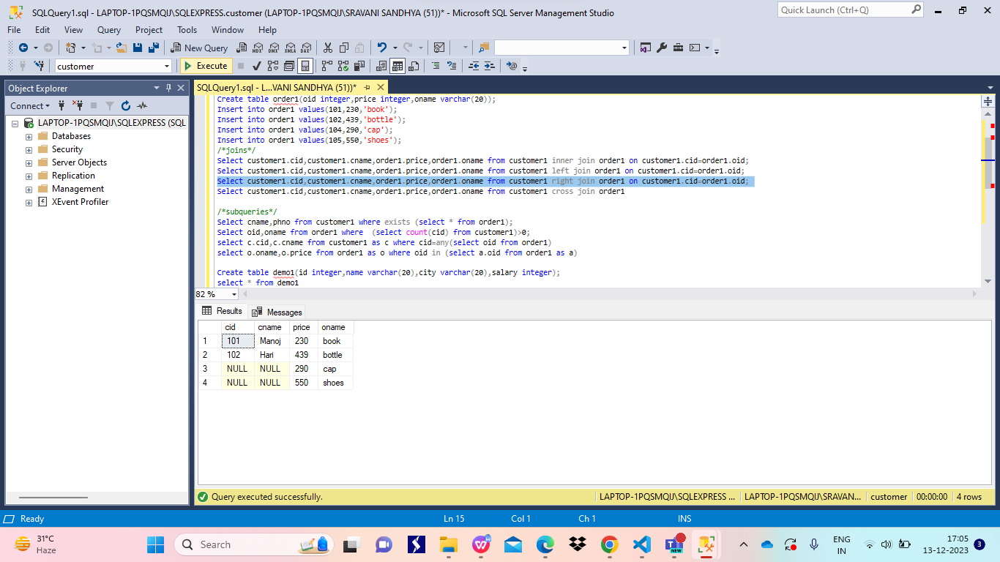 SQLQuery1.sql - LAPTOP-1PQSMQIJ\SQLEXPRESS.customer (LAPTOP-1PQSMQIJ\SRAVANI SANDHYA (51))* - Microsoft SQL Server Management Studio
Quick Launch (Ctrl+Q)
File Edit View Query Project Tools Window Help
New Query MDX DMX XMLA DAX
customer Execute
Object Explorer
Connect
LAPTOP-1PQSMQIJ\SQLEXPRESS (SQL
Databases
Security
Server Objects
Replication
Management
XEvent Profiler
SQLQuery1.sql - L...VANI SANDHYA (51))*
Create table order1(oid integer,price integer,oname varchar(20));
Insert into order1 values(101,230,'book');
Insert into order1 values(102,439,'bottle');
Insert into order1 values(104,290,'cap');
Insert into order1 values(105,550,'shoes');
/*joins*/
Select customer1.cid,customer1.cname,order1.price,order1.oname from customer1 inner join order1 on customer1.cid=order1.oid;
Select customer1.cid,customer1.cname,order1.price,order1.oname from customer1 left join order1 on customer1.cid=order1.oid;
Select customer1.cid,customer1.cname,order1.price,order1.oname from customer1 right join order1 on customer1.cid=order1.oid;
Select customer1.cid,customer1.cname,order1.price,order1.oname from customer1 cross join order1
/*subqueries*/
Select cname,phno from customer1 where exists (select * from order1);
Select oid,oname from order1 where  (select count(cid) from customer1)>0;
select c.cid,c.cname from customer1 as c where cid=any(select oid from order1)
select o.oname,o.price from order1 as o where oid in (select a.oid from order1 as a)
Create table demo1(id integer,name varchar(20),city varchar(20),salary integer);
select * from demo1
82 %
Results Messages
cid cname price oname
1 101 Manoj 230 book
2 102 Hari 439 bottle
3 NULL NULL 290 cap
4 NULL NULL 550 shoes
Query executed successfully. LAPTOP-1PQSMQIJ\SQLEXPRESS ... LAPTOP-1PQSMQIJ\SRAVAN... customer 00:00:00 4 rows
Ready Ln 15 Col 1 Ch 1 INS
31°C
Haze
Search
NEW
ENG
IN
17:05
13-12-2023
3